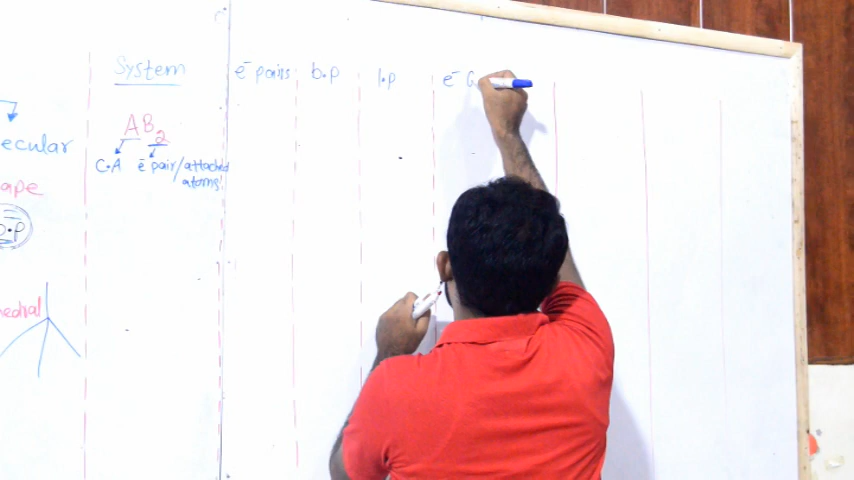 System e⁻ pairs b.p l.p e⁻ G
AB₂
C.A e⁻ pair/attached
atoms!
ecular
ape
b.P
hedral